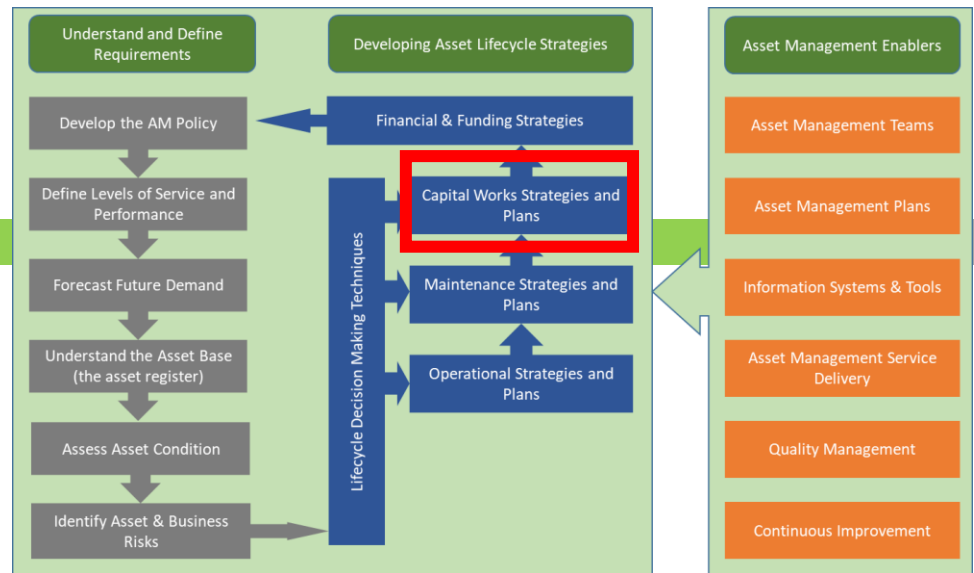 Understand and Define
Requirements
Developing Asset Lifecycle Strategies
Asset Management Enablers
Develop the AM Policy
Define Levels of Service and
Performance
Forecast Future Demand
Understand the Asset Base
(the asset register)
Assess Asset Condition
Identify Asset & Business
Risks
Lifecycle Decision Making Techniques
Financial & Funding Strategies
Capital Works Strategies and
Plans
Maintenance Strategies and
Plans
Operational Strategies and
Plans
Asset Management Teams
Asset Management Plans
Information Systems & Tools
Asset Management Service
Delivery
Quality Management
Continuous Improvement